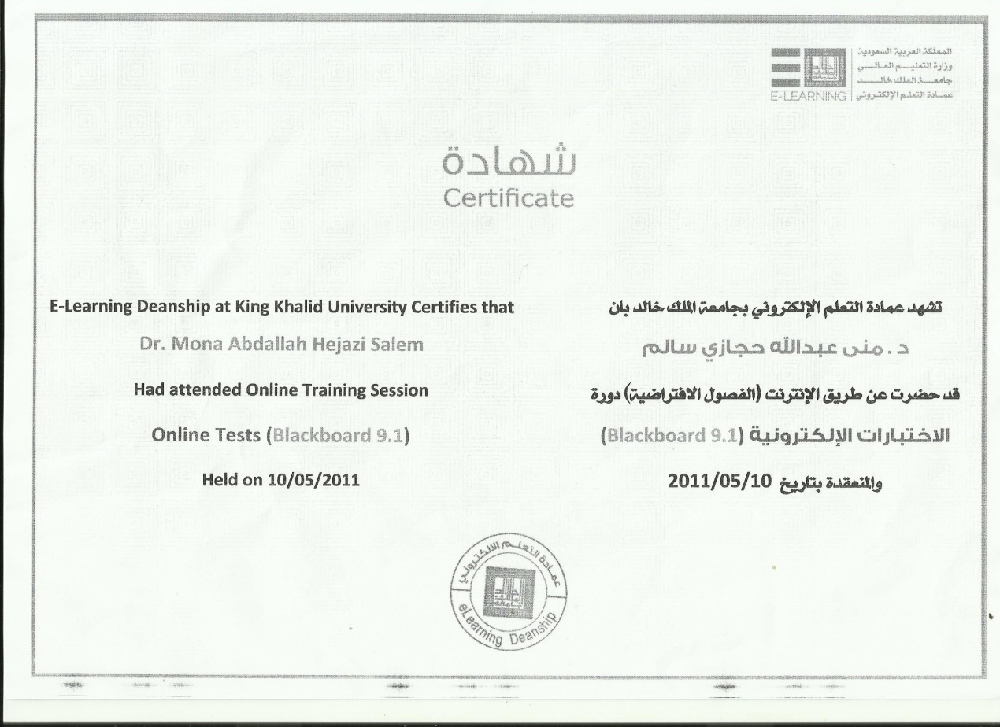 المملكة العربية السعودية
وزارة التعليم العالي
جامعة الملك خالد
عمادة التعلم الإلكتروني
E-LEARNING
شهادة
Certificate
E-Learning Deanship at King Khalid University Certifies that
Dr. Mona Abdallah Hejazi Salem
Had attended Online Training Session
Online Tests (Blackboard 9.1)
Held on 10/05/2011
تشهد عمادة التعلم الإلكتروني بجامعة الملك خالد بان
د. منى عبدالله حجازي سالم
قد حضرت عن طريق الإنترنت (الفصول الافتراضية) دورة
الاختبارات الإلكترونية (Blackboard 9.1)
والمنعقدة بتاريخ 2011/05/10
عمادة التعلم الالكتروني
eLearning Deanship